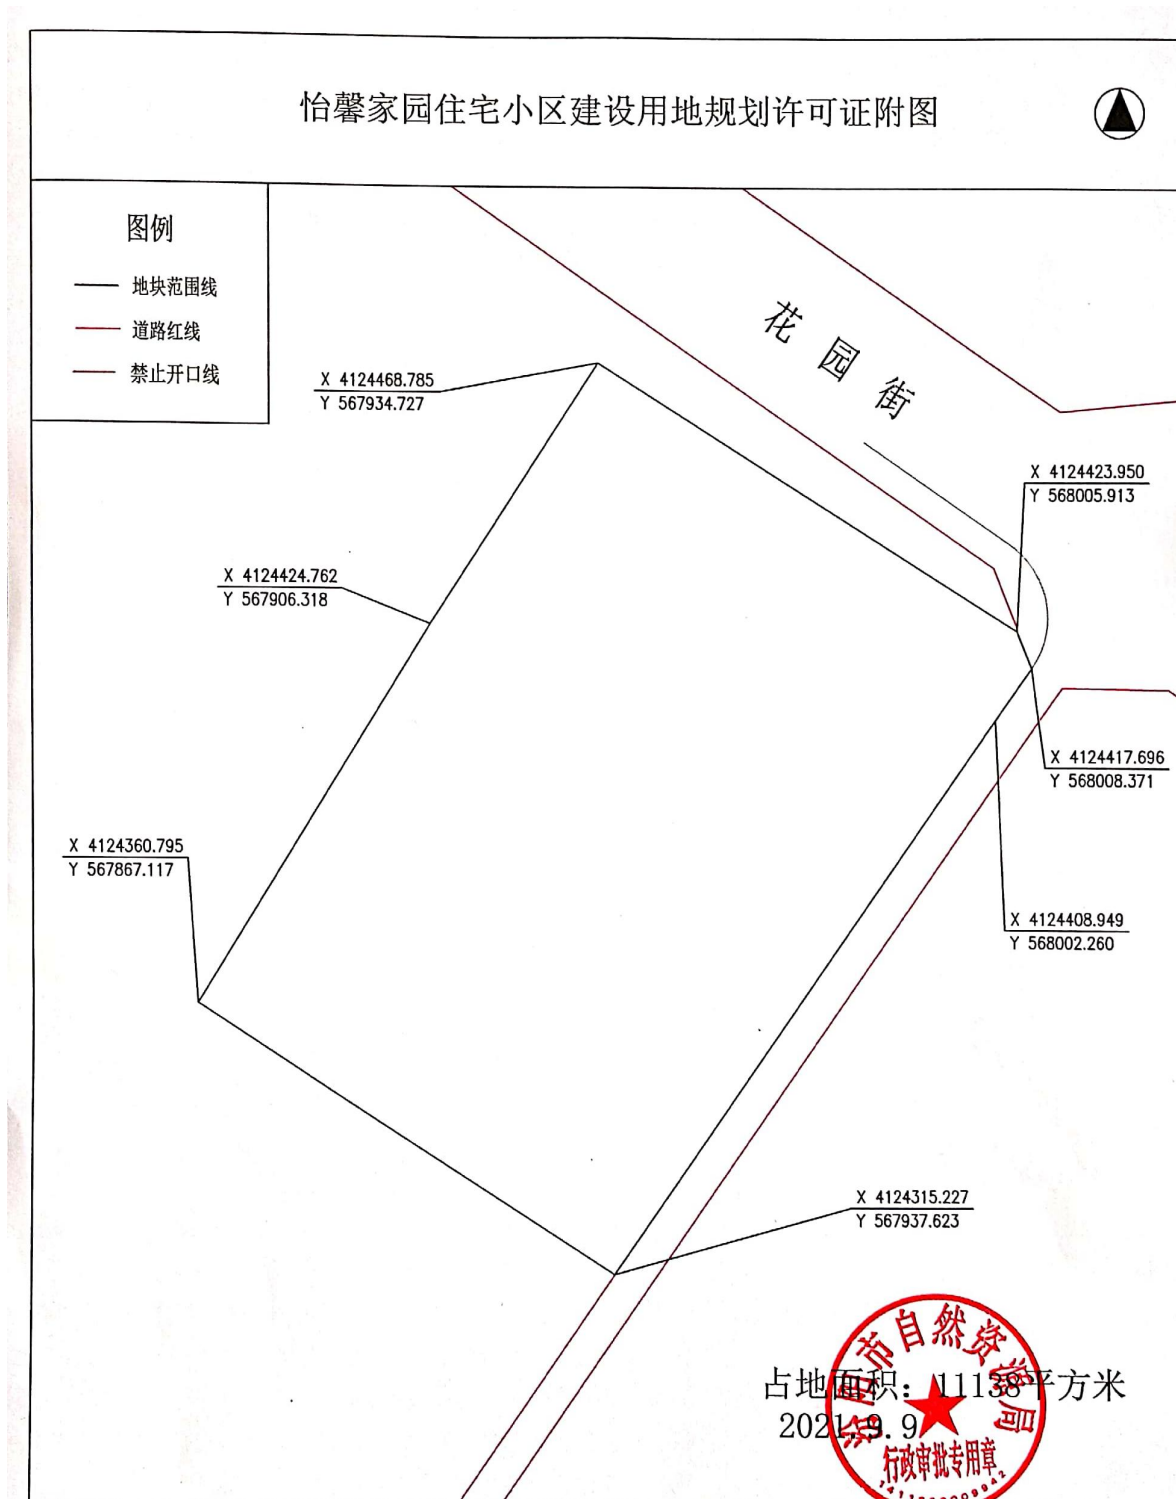 怡馨家园住宅小区建设用地规划许可证附图
图例
地块范围线
道路红线
禁止开口线
花园街
X 4124468.785
Y 567934.727
X 4124423.950
Y 568005.913
X 4124424.762
Y 567906.318
X 4124417.696
Y 568008.371
X 4124360.795
Y 567867.117
X 4124408.949
Y 568002.260
X 4124315.227
Y 567937.623
占地面积：11138平方米
2021.9.9
汾阳市自然资源局
行政审批专用章